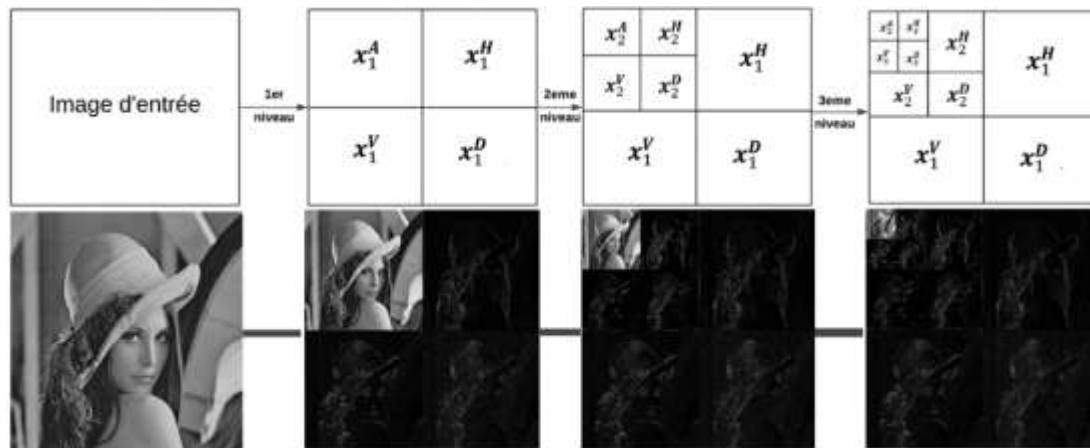 Image d'entrée
1er
niveau
x₁ᴬ x₁ᴴ
x₁ⱽ x₁ᴰ
2eme
niveau
x₂ᴬ x₂ᴴ x₁ᴴ
x₂ⱽ x₂ᴰ
x₁ⱽ x₁ᴰ
3eme
niveau
x₂ᴴ x₁ᴴ
x₂ⱽ x₂ᴰ
x₁ⱽ x₁ᴰ